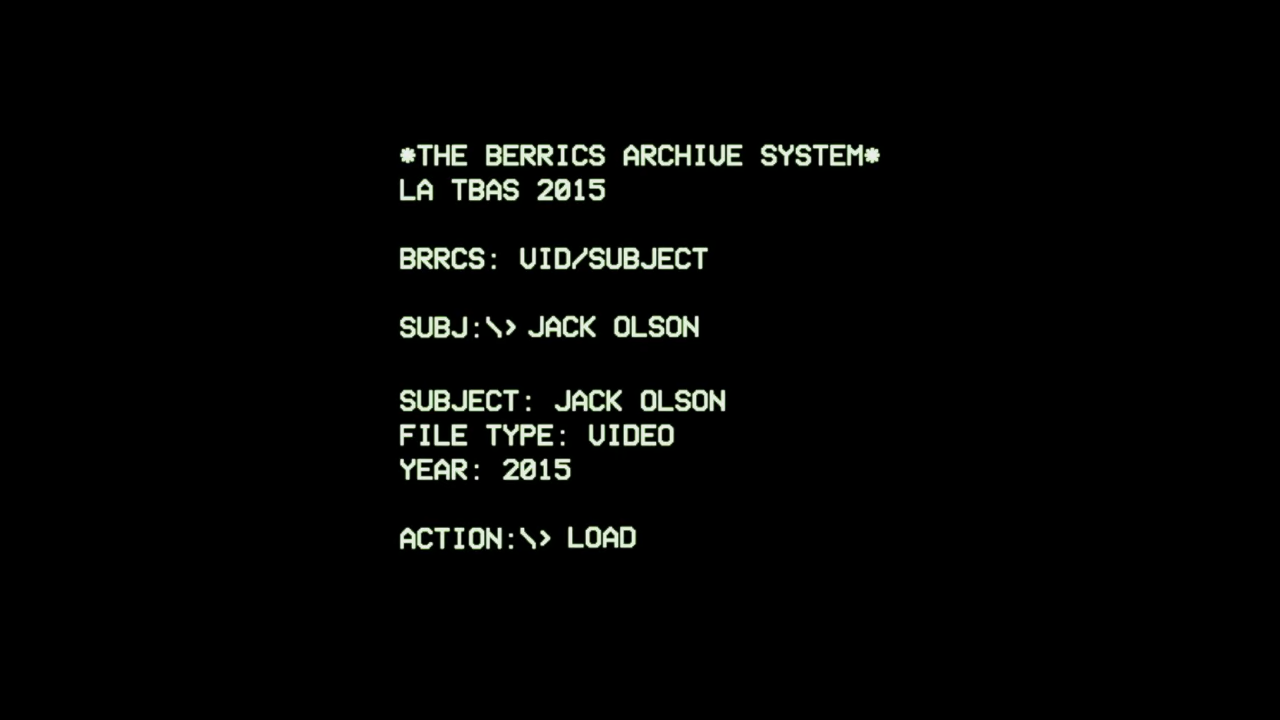 *THE BERRICS ARCHIVE SYSTEM*
LA TBAS 2015
BRRCS: VID/SUBJECT
SUBJ:\> JACK OLSON
SUBJECT: JACK OLSON
FILE TYPE: VIDEO
YEAR: 2015
ACTION:\> LOAD